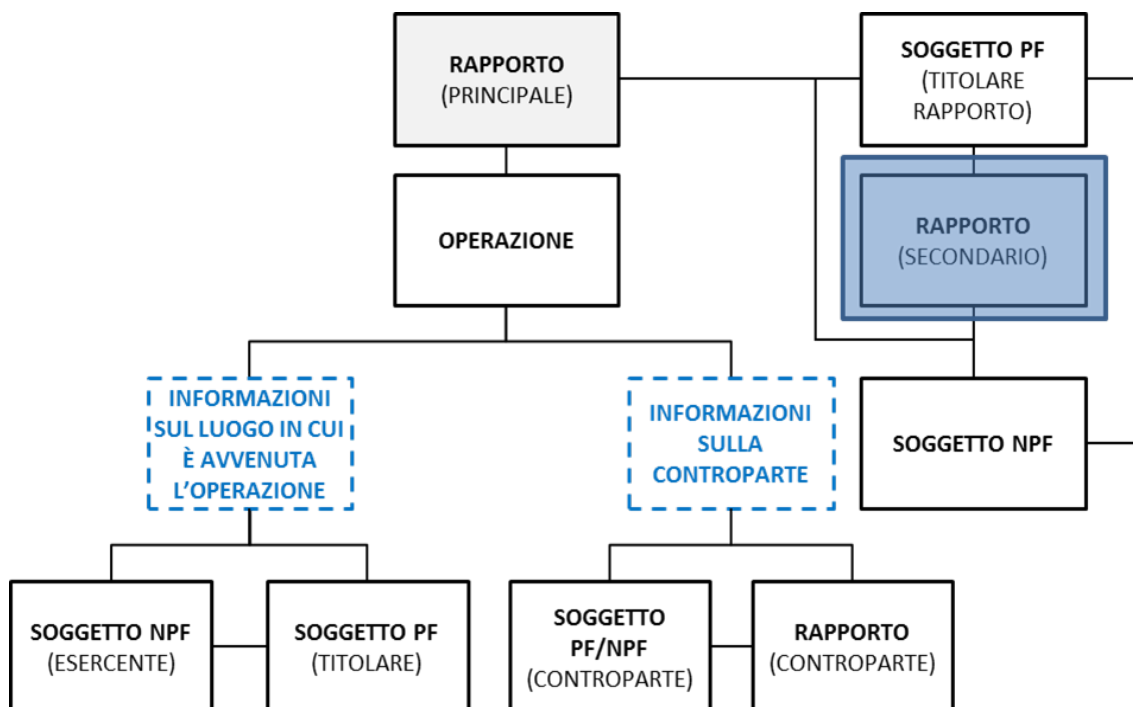 RAPPORTO
(PRINCIPALE)
SOGGETTO PF
(TITOLARE
RAPPORTO)
OPERAZIONE
RAPPORTO
(SECONDARIO)
INFORMAZIONI
SUL LUOGO IN CUI
È AVVENUTA
L’OPERAZIONE
INFORMAZIONI
SULLA
CONTROPARTE
SOGGETTO NPF
SOGGETTO NPF
(ESERCENTE)
SOGGETTO PF
(TITOLARE)
SOGGETTO
PF/NPF
(CONTROPARTE)
RAPPORTO
(CONTROPARTE)